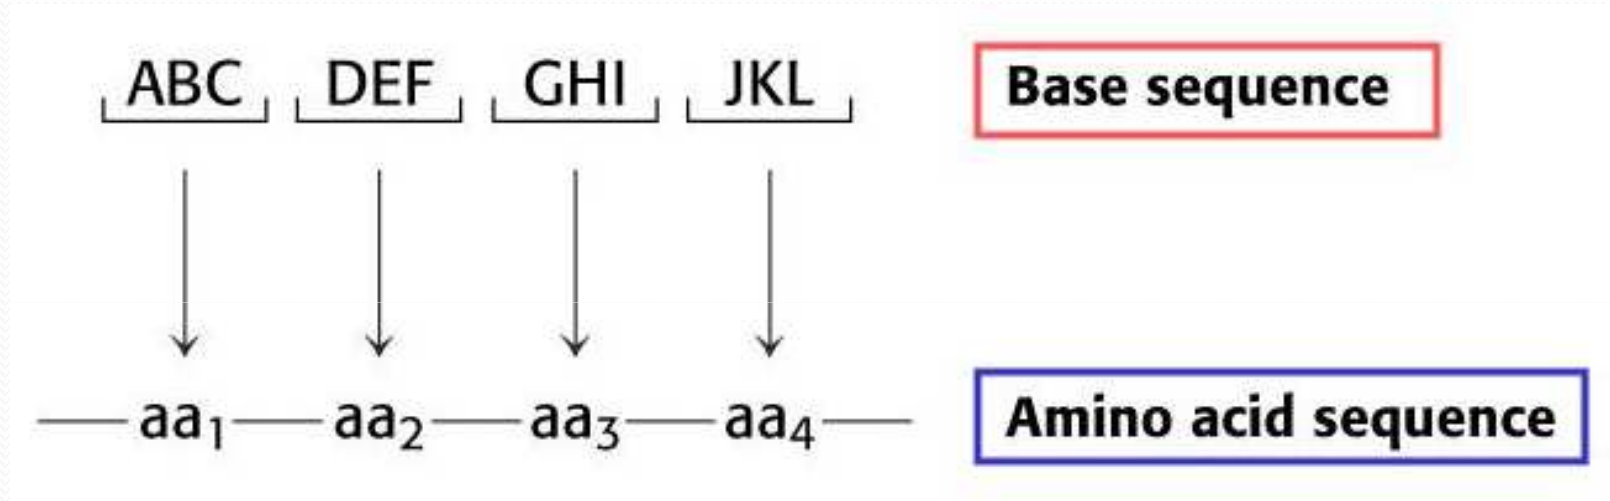 ABC DEF GHI JKL Base sequence
aa₁ aa₂ aa₃ aa₄ Amino acid sequence